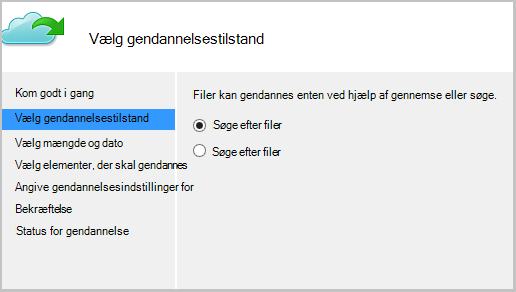 Vælg gendannelsestilstand
Kom godt i gang
Vælg gendannelsestilstand
Vælg mængde og dato
Vælg elementer, der skal gendannes
Angive gendannelsesindstillinger for
Bekræftelse
Status for gendannelse
Filer kan gendannes enten ved hjælp af gennemse eller søge.
Søge efter filer
Søge efter filer